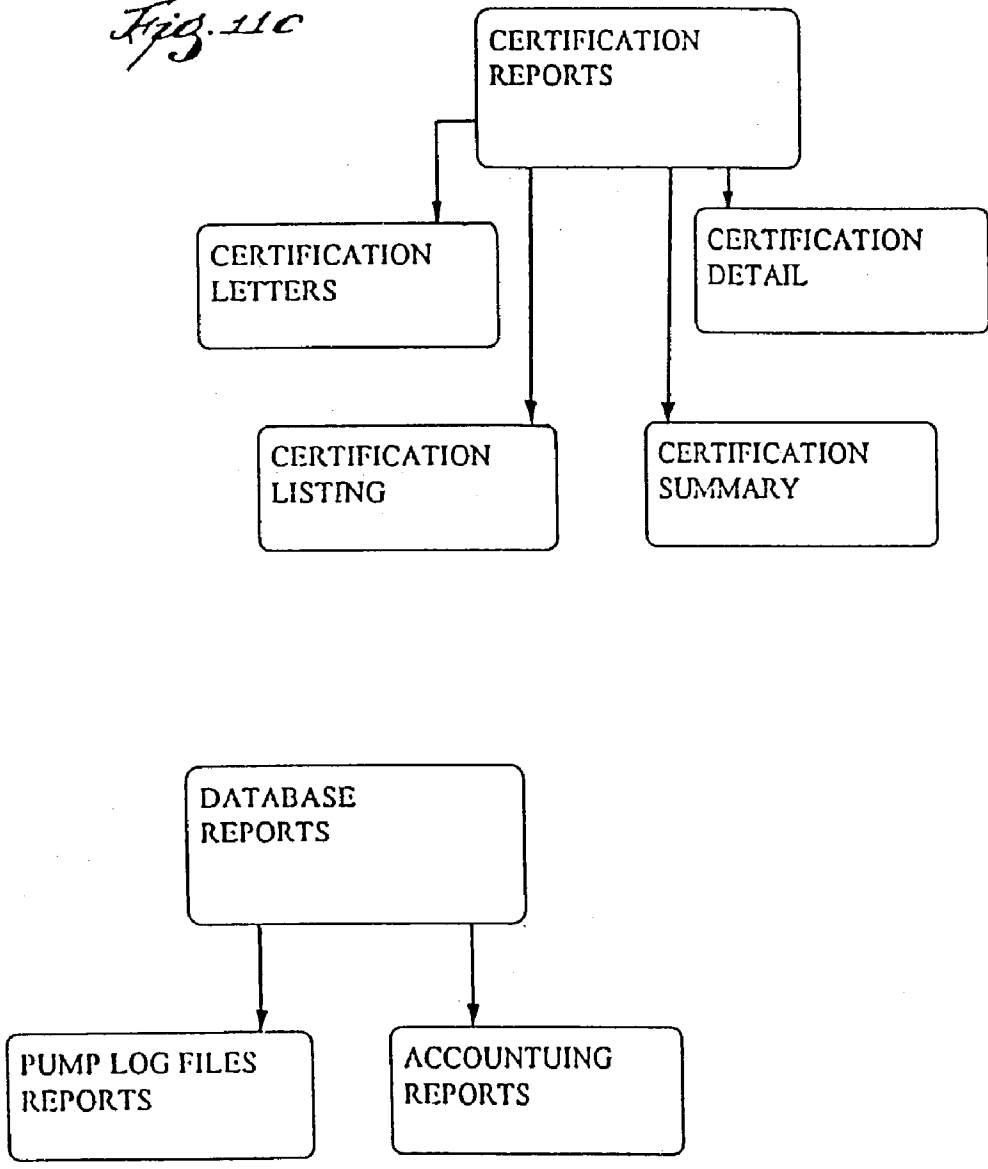 Fig. 11c
CERTIFICATION
REPORTS
CERTIFICATION
LETTERS
CERTIFICATION
DETAIL
CERTIFICATION
LISTING
CERTIFICATION
SUMMARY
DATABASE
REPORTS
PUMP LOG FILES
REPORTS
ACCOUNTUING
REPORTS